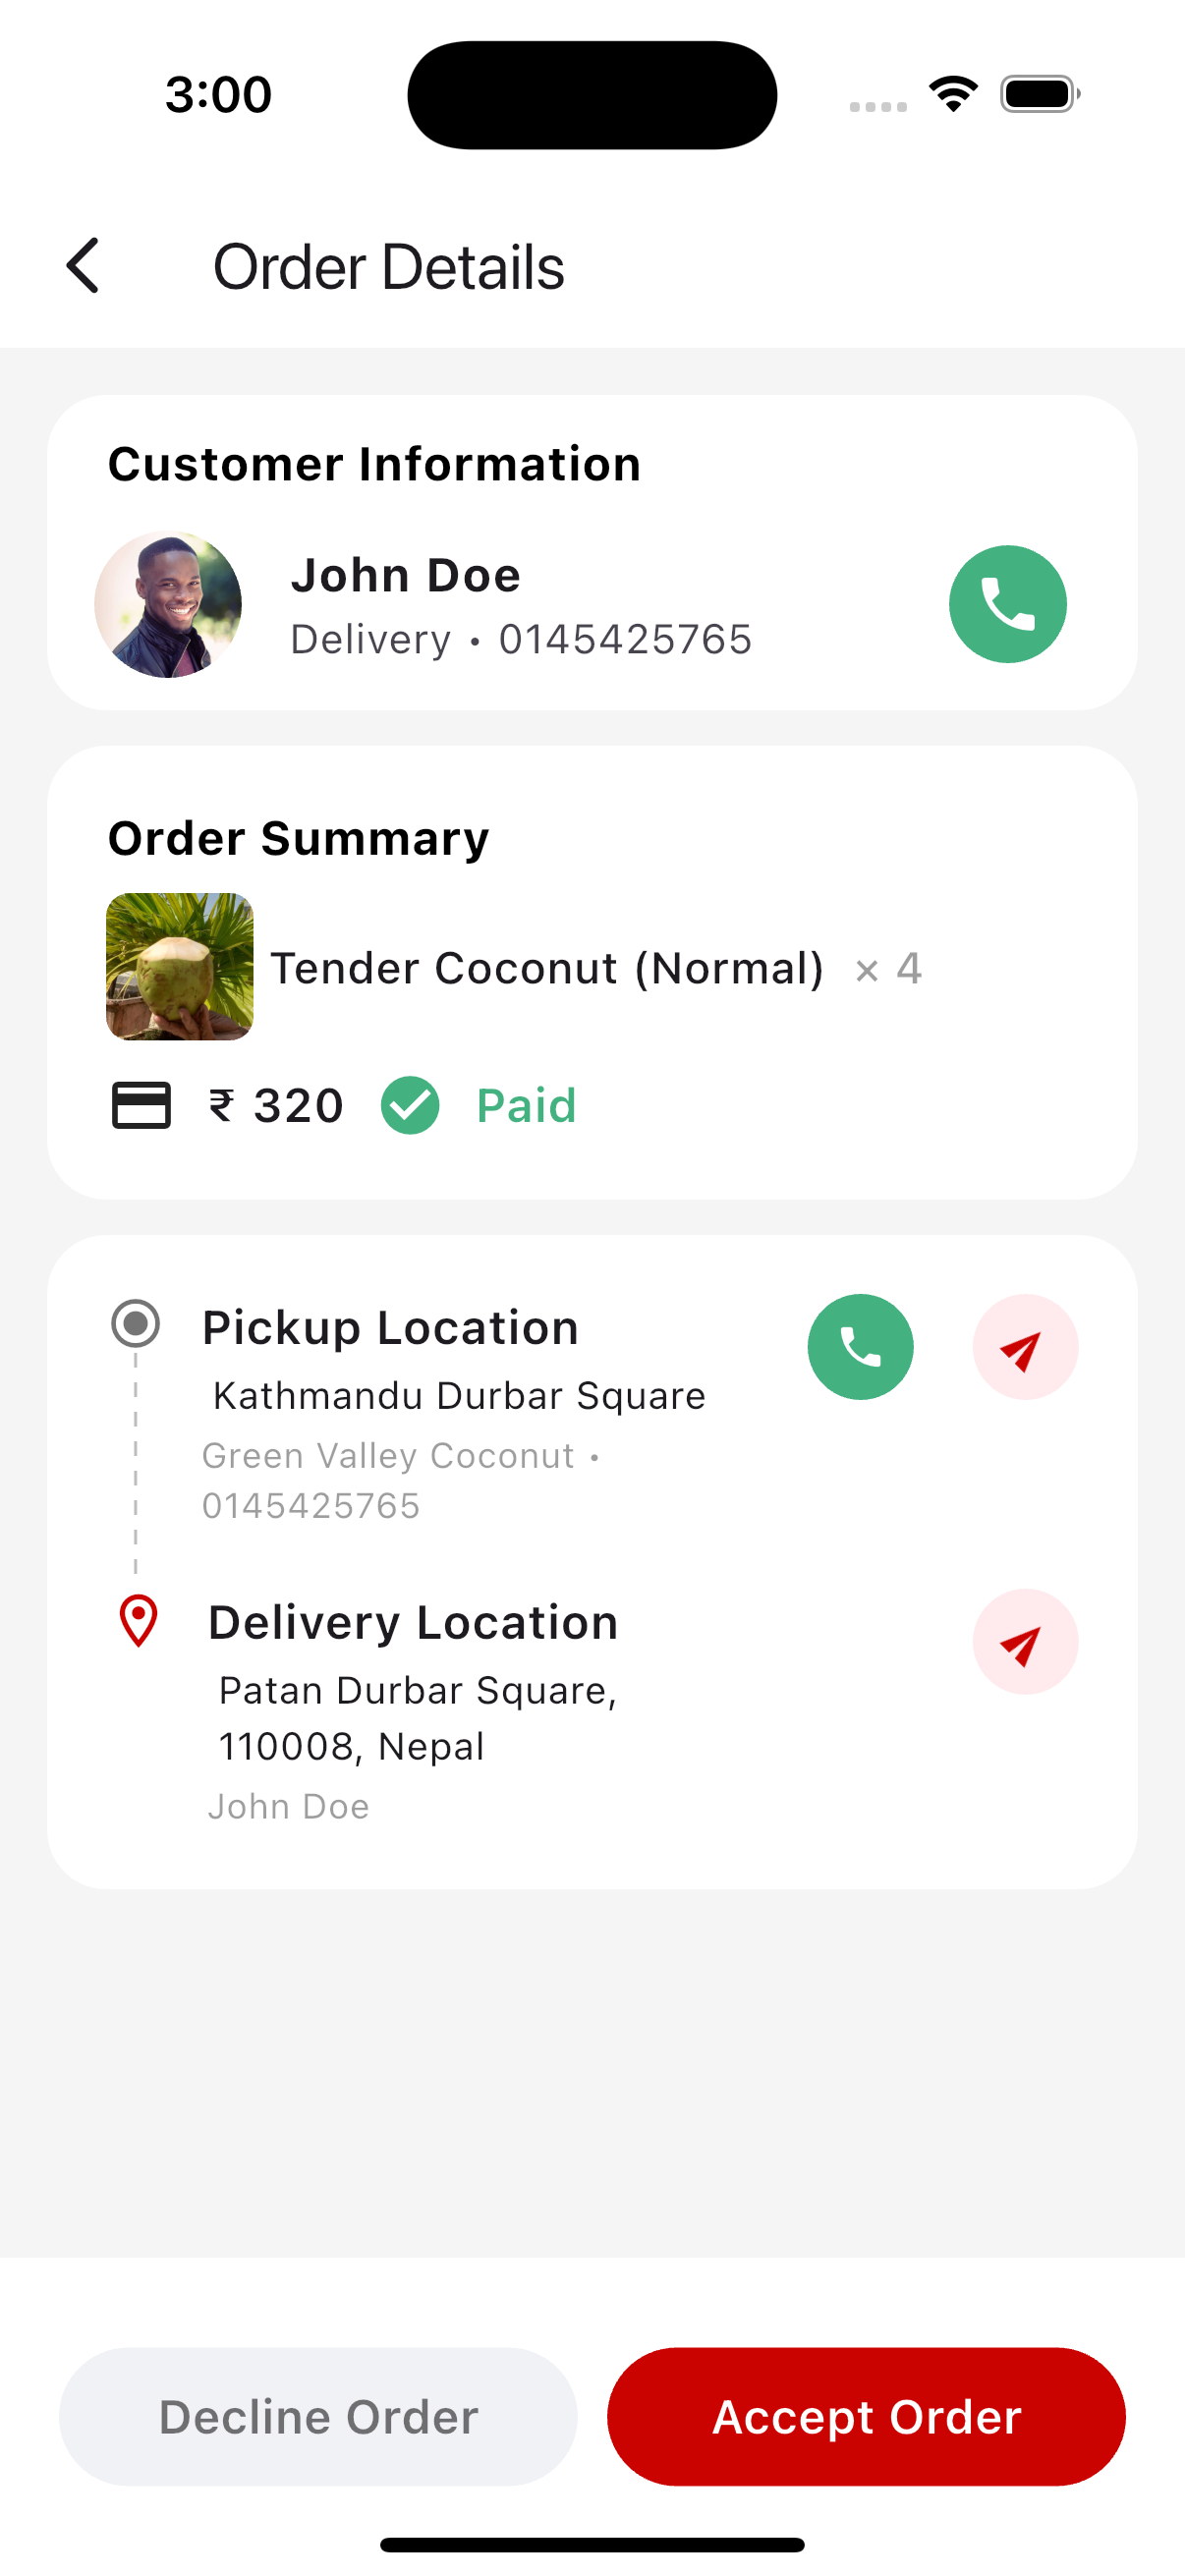 3:00
Order Details
Customer Information
John Doe
Delivery • 0145425765
Order Summary
Tender Coconut (Normal) × 4
₹ 320 Paid
Pickup Location
Kathmandu Durbar Square
Green Valley Coconut •
0145425765
Delivery Location
Patan Durbar Square,
110008, Nepal
John Doe
Decline Order
Accept Order